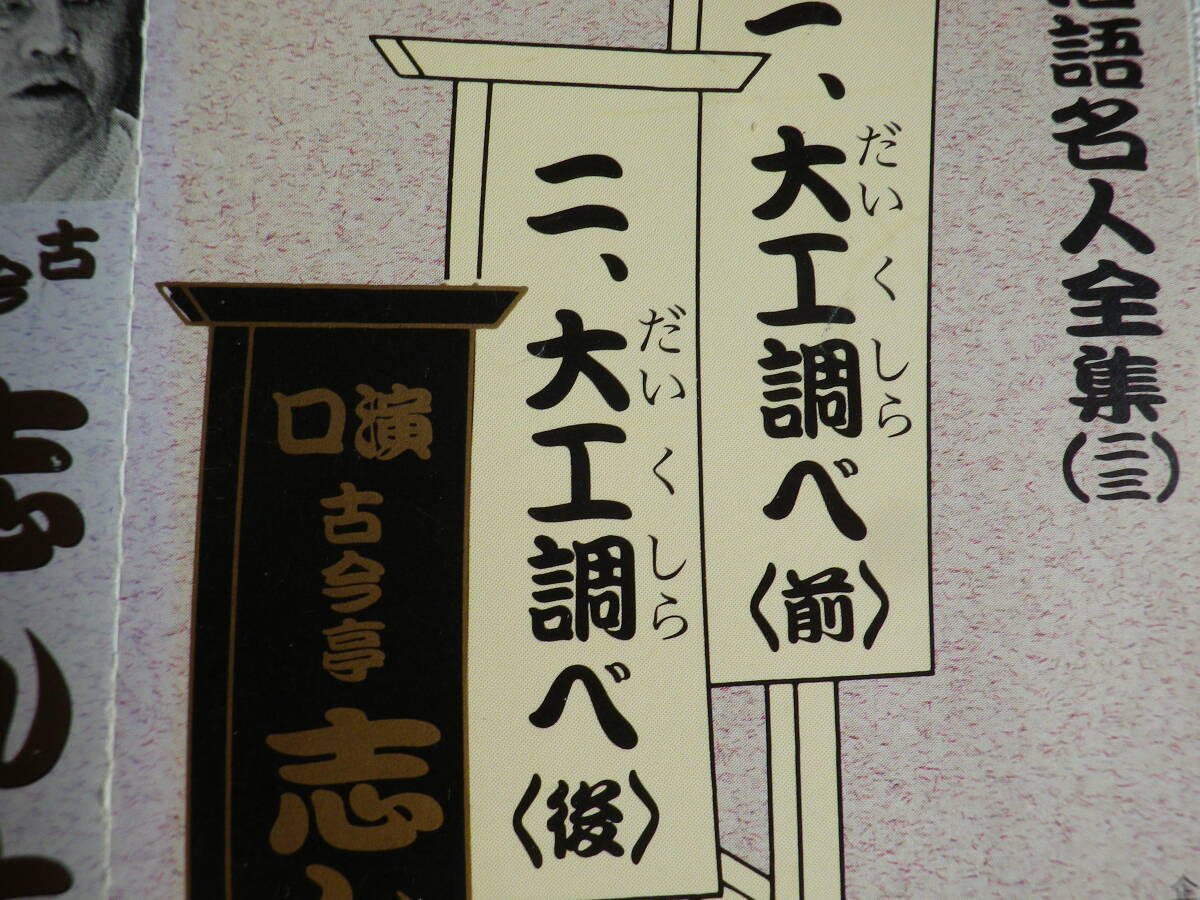 語名人全集(三三)
一、大工調べ〈前〉
だいくしら
二、大工調べ〈後〉
だいくしら
口演
古今亭
志
古